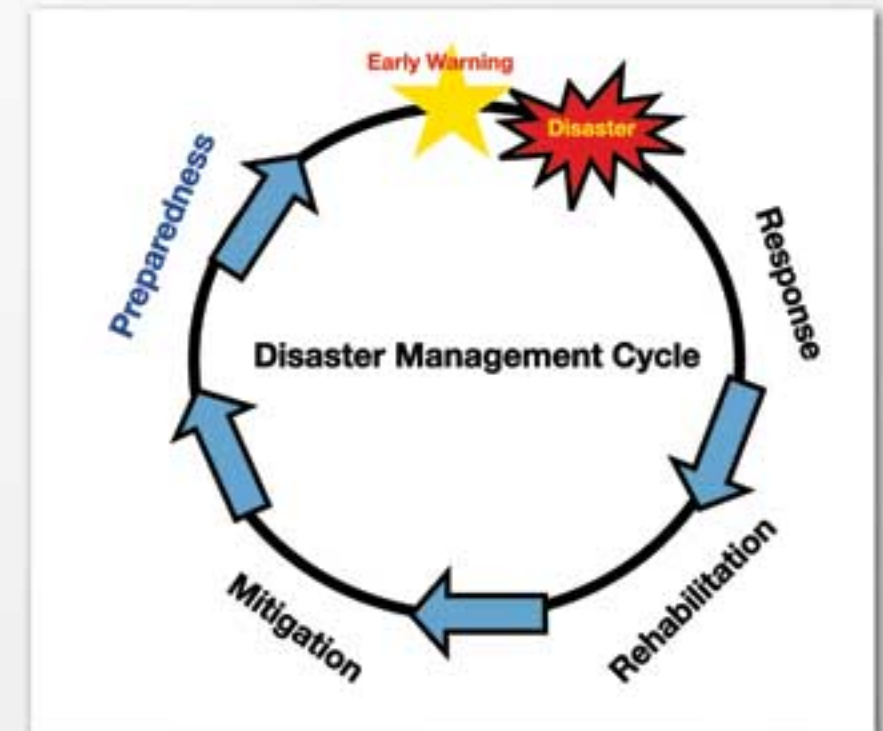 Early Warning
Disaster
Response
Rehabilitation
Mitigation
Preparedness
Disaster Management Cycle